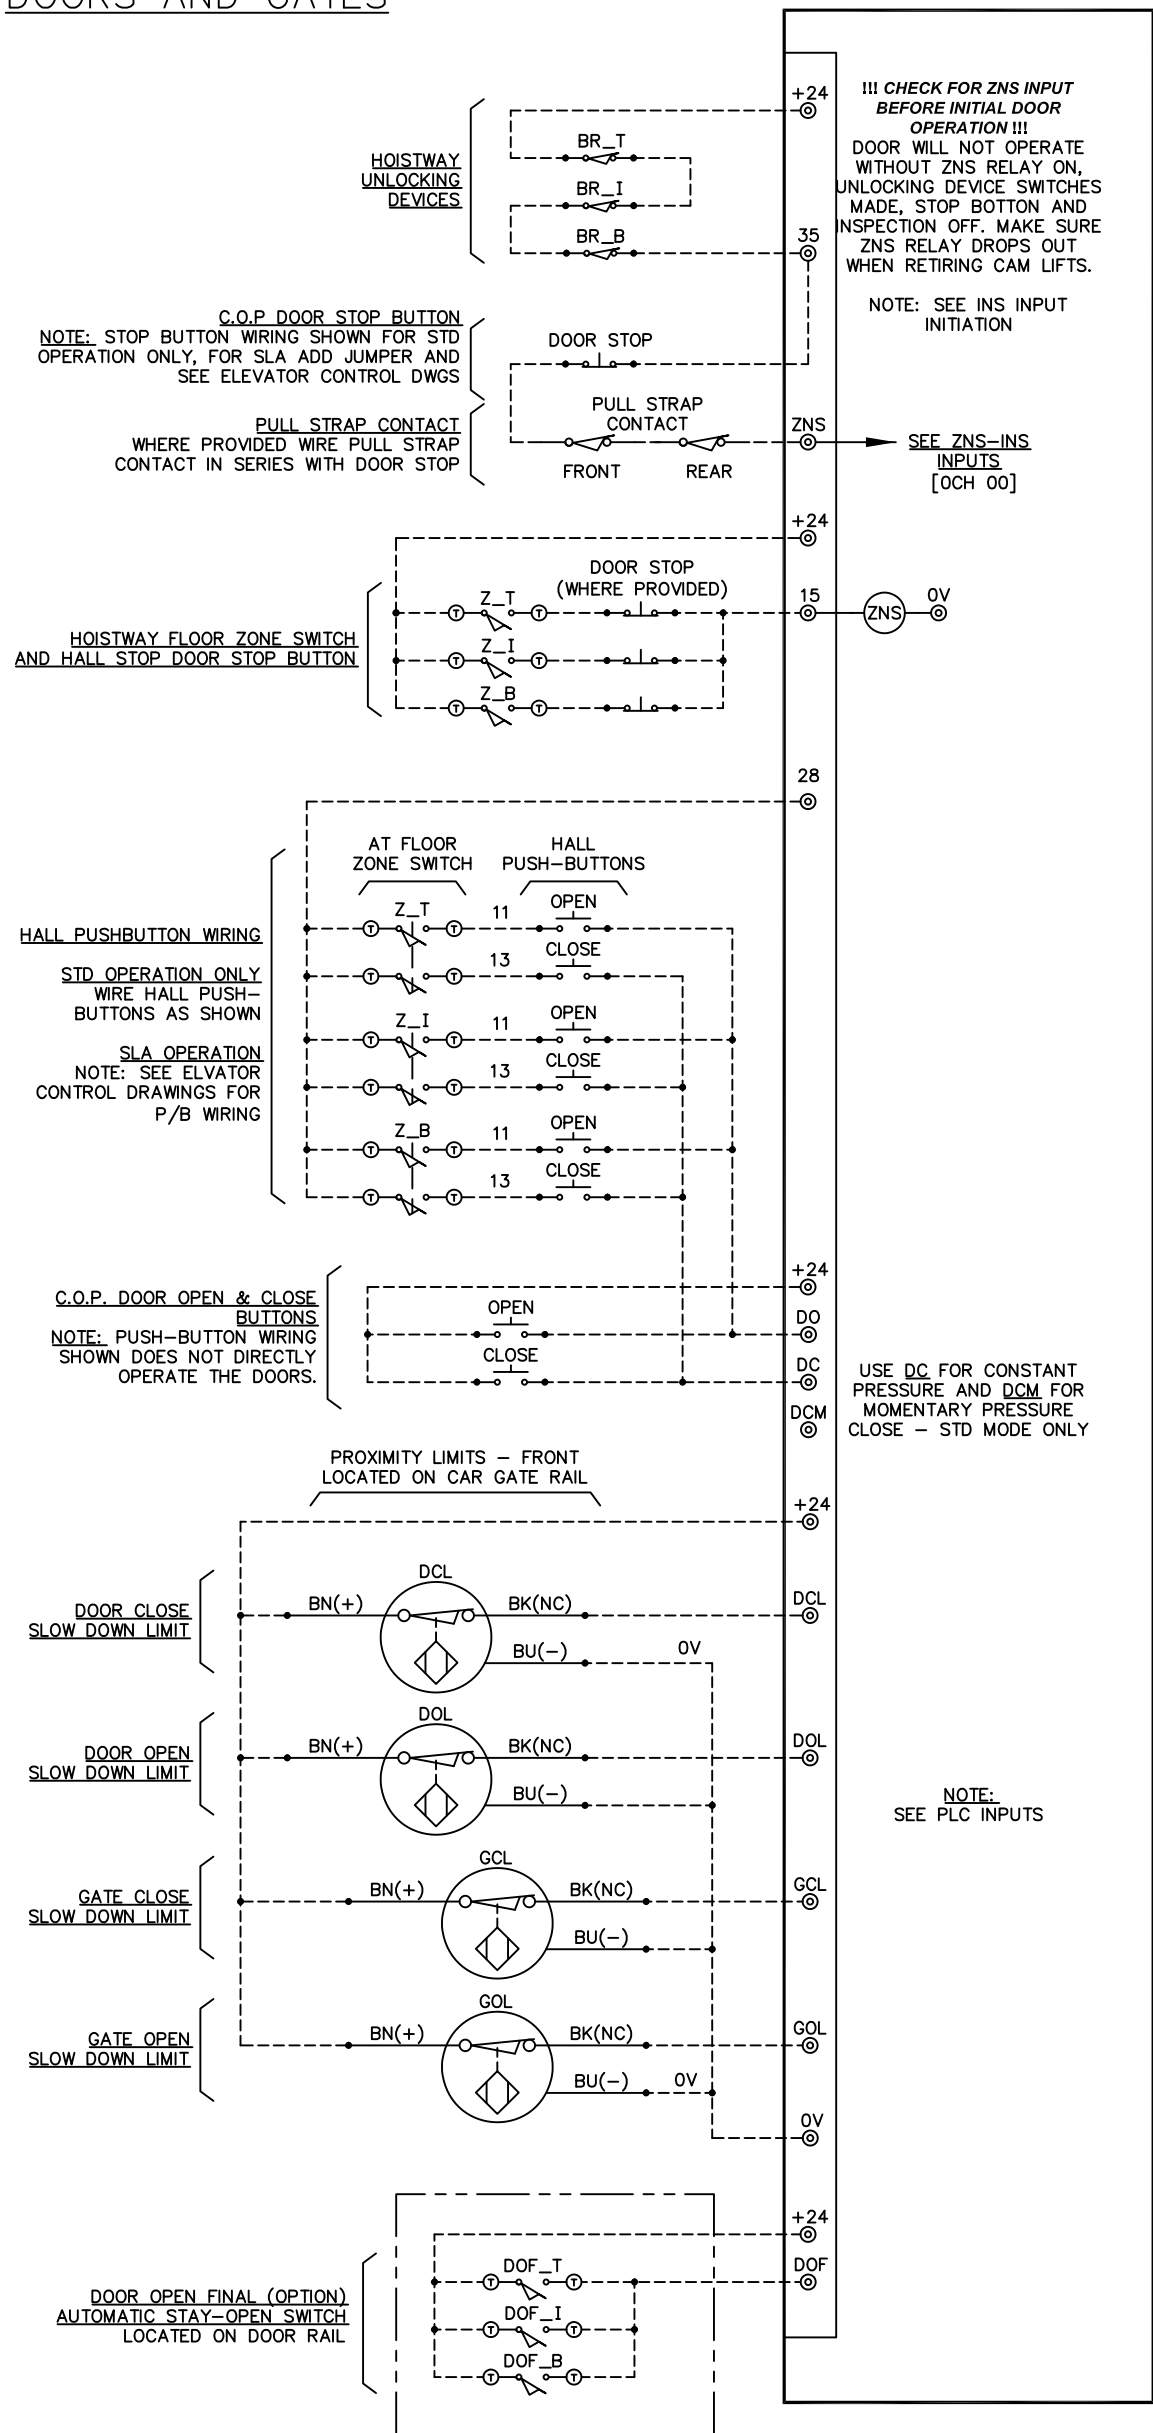 DOORS AND GATES
+24
!!! CHECK FOR ZNS INPUT
BEFORE INITIAL DOOR
OPERATION !!!
DOOR WILL NOT OPERATE
WITHOUT ZNS RELAY ON,
UNLOCKING DEVICE SWITCHES
MADE, STOP BOTTON AND
INSPECTION OFF. MAKE SURE
ZNS RELAY DROPS OUT
WHEN RETIRING CAM LIFTS.
NOTE: SEE INS INPUT
INITIATION
HOISTWAY
UNLOCKING
DEVICES
BR_T
BR_I
BR_B
35
C.O.P DOOR STOP BUTTON
NOTE: STOP BUTTON WIRING SHOWN FOR STD
OPERATION ONLY, FOR SLA ADD JUMPER AND
SEE ELEVATOR CONTROL DWGS
DOOR STOP
PULL STRAP CONTACT
WHERE PROVIDED WIRE PULL STRAP
CONTACT IN SERIES WITH DOOR STOP
PULL STRAP
CONTACT
FRONT
REAR
ZNS
SEE ZNS-INS
INPUTS
[0CH 00]
+24
DOOR STOP
(WHERE PROVIDED)
HOISTWAY FLOOR ZONE SWITCH
AND HALL STOP DOOR STOP BUTTON
T Z_T T
15
ZNS
0V
T Z_I T
T Z_B T
28
AT FLOOR
ZONE SWITCH
HALL
PUSH-BUTTONS
HALL PUSHBUTTON WIRING
STD OPERATION ONLY
WIRE HALL PUSH-
BUTTONS AS SHOWN
SLA OPERATION
NOTE: SEE ELVATOR
CONTROL DRAWINGS FOR
P/B WIRING
T Z_T T 11 OPEN
T T 13 CLOSE
T Z_I T 11 OPEN
T T 13 CLOSE
T Z_B T 11 OPEN
T T 13 CLOSE
C.O.P. DOOR OPEN & CLOSE
BUTTONS
NOTE: PUSH-BUTTON WIRING
SHOWN DOES NOT DIRECTLY
OPERATE THE DOORS.
OPEN
CLOSE
+24
DO
DC
DCM
USE DC FOR CONSTANT
PRESSURE AND DCM FOR
MOMENTARY PRESSURE
CLOSE - STD MODE ONLY
PROXIMITY LIMITS - FRONT
LOCATED ON CAR GATE RAIL
+24
DOOR CLOSE
SLOW DOWN LIMIT
BN(+)
DCL
BK(NC)
BU(-)
0V
DCL
DOOR OPEN
SLOW DOWN LIMIT
BN(+)
DOL
BK(NC)
BU(-)
DOL
NOTE:
SEE PLC INPUTS
GATE CLOSE
SLOW DOWN LIMIT
BN(+)
GCL
BK(NC)
BU(-)
GCL
GATE OPEN
SLOW DOWN LIMIT
BN(+)
GOL
BK(NC)
BU(-)
0V
GOL
0V
+24
DOF
DOOR OPEN FINAL (OPTION)
AUTOMATIC STAY-OPEN SWITCH
LOCATED ON DOOR RAIL
T DOF_T T
T DOF_I T
T DOF_B T